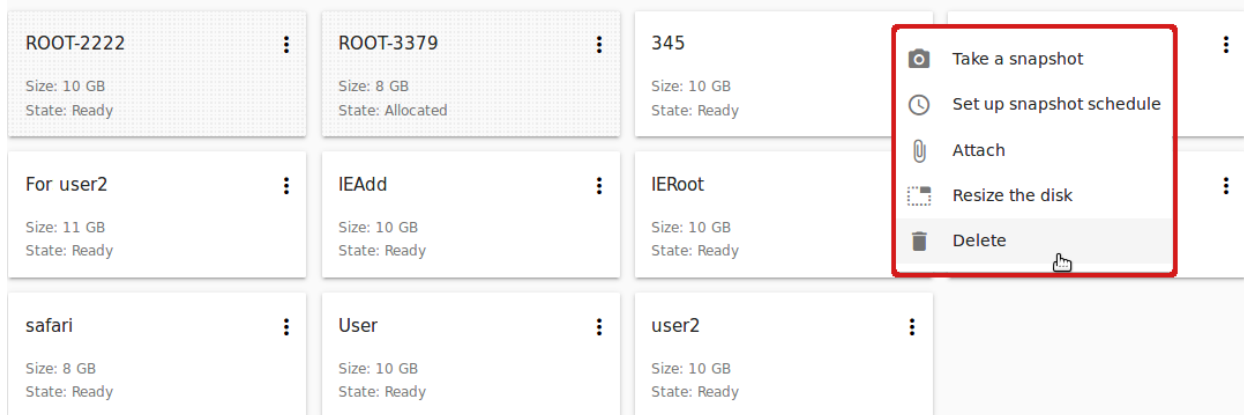 ROOT-2222
Size: 10 GB
State: Ready
ROOT-3379
Size: 8 GB
State: Allocated
345
Size: 10 GB
State: Ready
Take a snapshot
Set up snapshot schedule
Attach
Resize the disk
Delete
For user2
Size: 11 GB
State: Ready
IEAdd
Size: 10 GB
State: Ready
IERoot
Size: 10 GB
State: Ready
safari
Size: 8 GB
State: Ready
User
Size: 10 GB
State: Ready
user2
Size: 10 GB
State: Ready